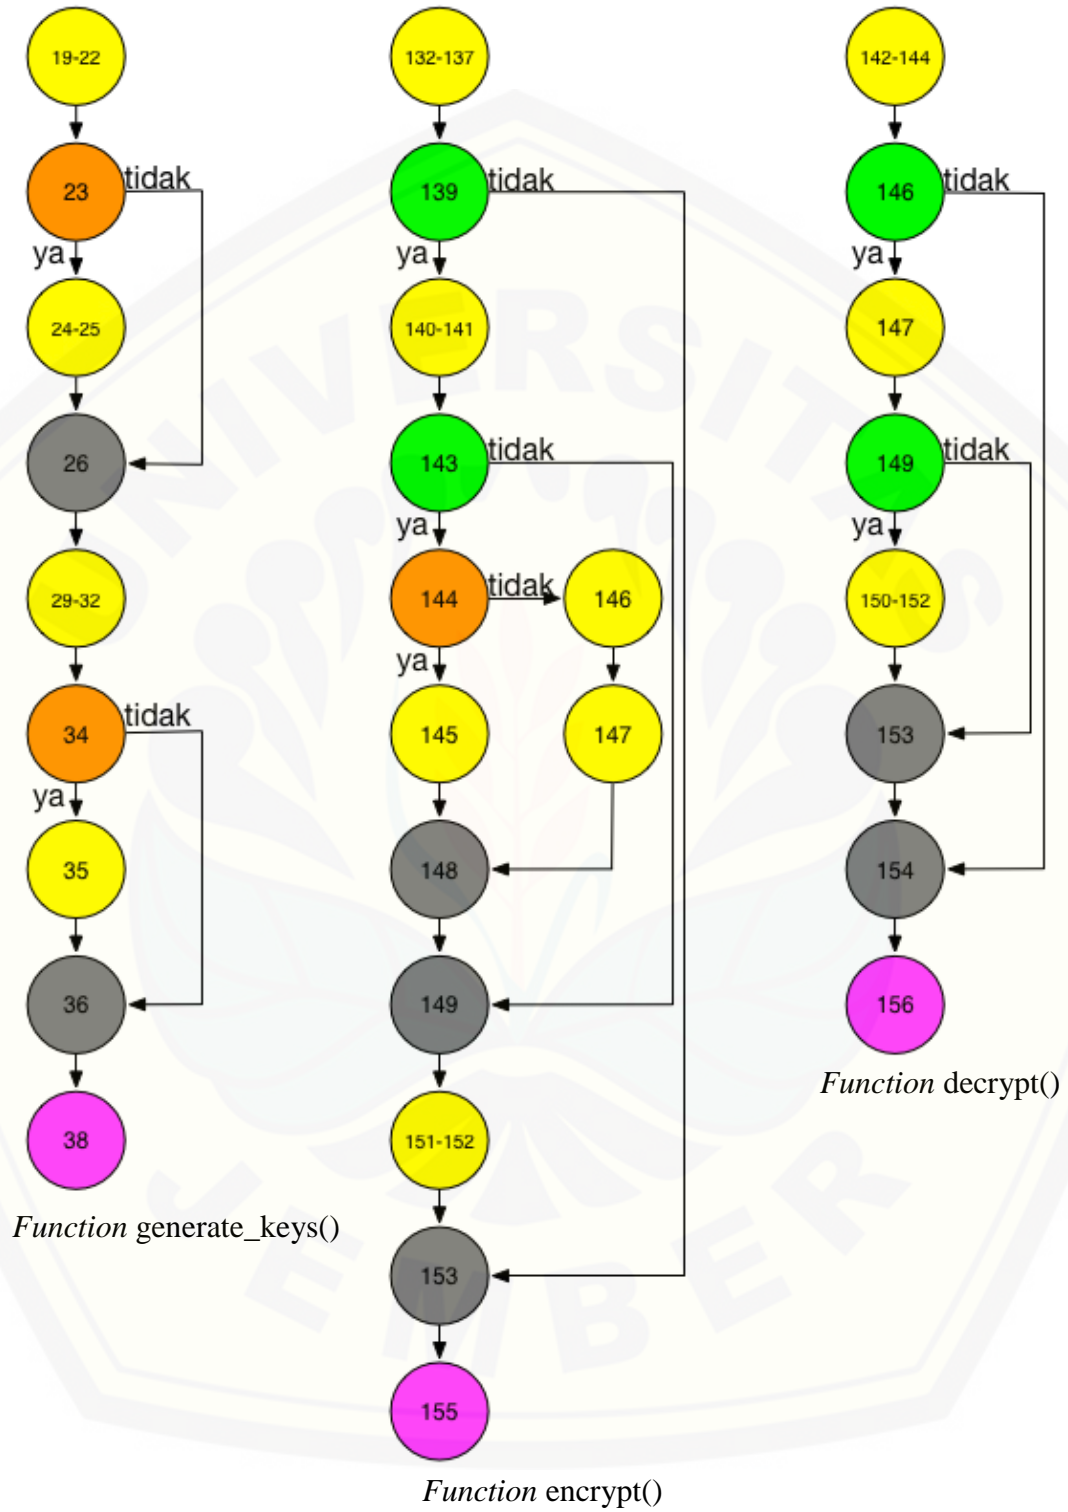 19-22
23
tidak
ya
24-25
26
29-32
34
tidak
ya
35
36
38
Function generate_keys()
132-137
139
tidak
ya
140-141
143
tidak
ya
144
tidak
146
ya
145
147
148
149
151-152
153
155
Function encrypt()
142-144
146
tidak
ya
147
149
tidak
ya
150-152
153
154
156
Function decrypt()
UNIVERSITAS
JEMBER